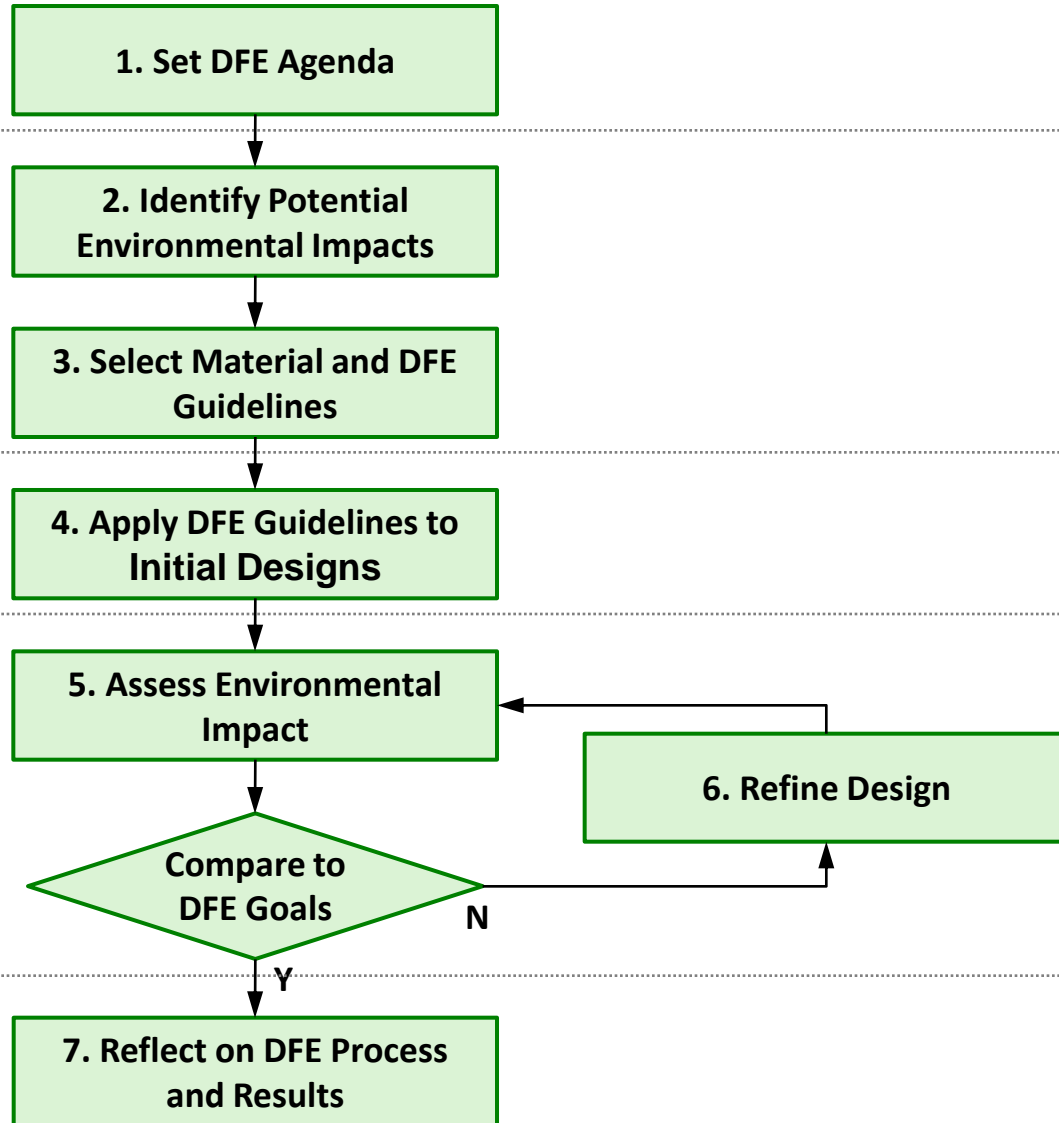 1. Set DFE Agenda
2. Identify Potential
Environmental Impacts
3. Select Material and DFE
Guidelines
4. Apply DFE Guidelines to
Initial Designs
5. Assess Environmental
Impact
6. Refine Design
Compare to
DFE Goals
N
Y
7. Reflect on DFE Process
and Results